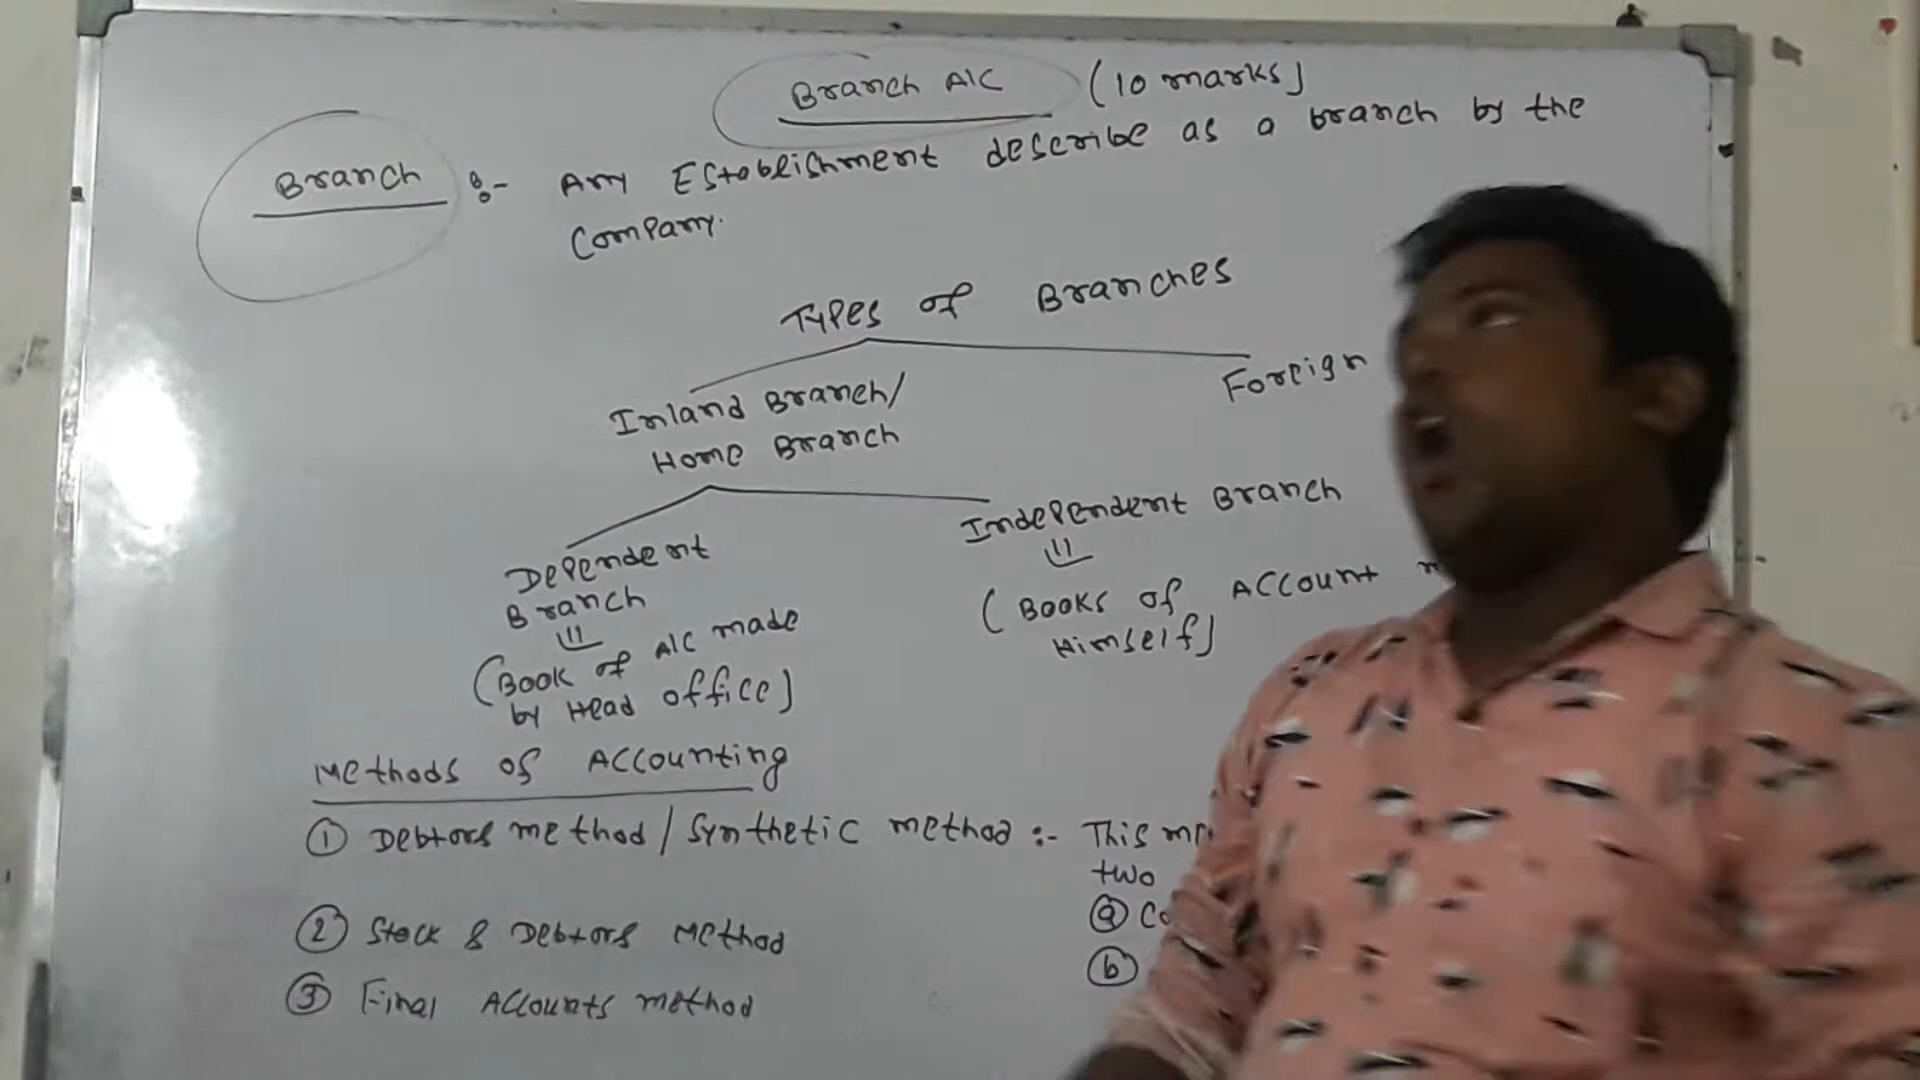 Branch A/C (10 marks)
Branch :- Any Establishment describe as a branch by the
Company.
Types of Branches
Inland Branch/
Home Branch
Foreign
Dependent
Branch
(Book of A/C made
by Head office)
Independent Branch
(Books of Account
Himself)
Methods of Accounting
① Debtors method / Synthetic method :- This
two
ⓐ
ⓑ
② Stock & Debtors Method
③ Final Accounts method